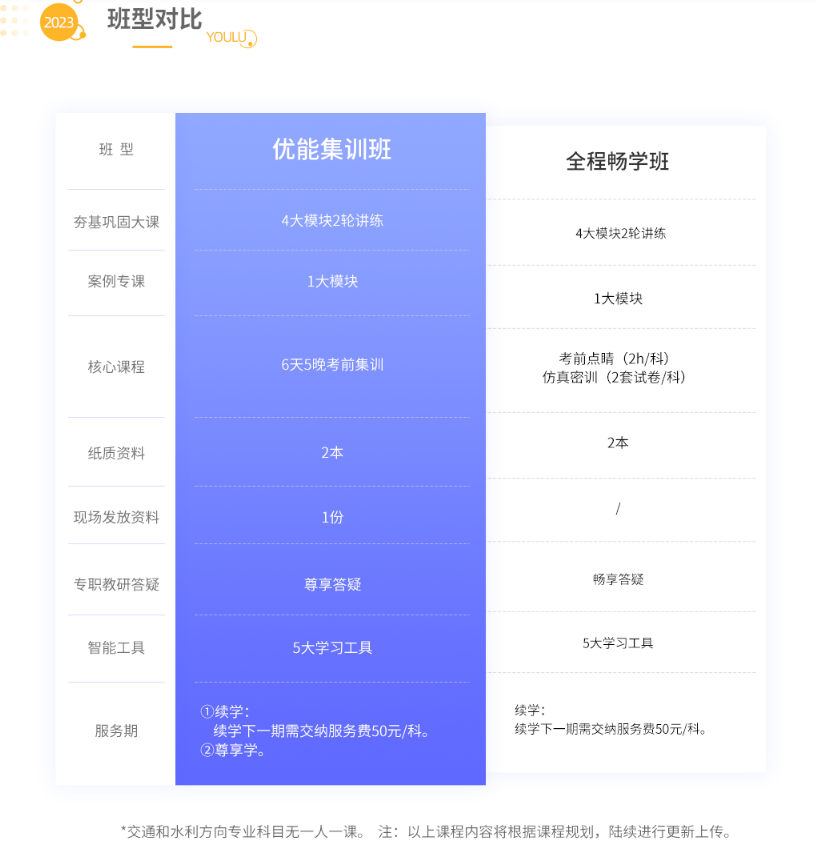 2023
班型对比
YOULU
班 型
优能集训班
全程畅学班
夯基巩固大课
4大模块2轮讲练
4大模块2轮讲练
案例专课
1大模块
1大模块
核心课程
6天5晚考前集训
考前点睛（2h/科）
仿真密训（2套试卷/科）
纸质资料
2本
2本
现场发放资料
1份
/
专职教研答疑
尊享答疑
畅享答疑
智能工具
5大学习工具
5大学习工具
服务期
①续学：
续学下一期需交纳服务费50元/科。
②尊享学。
续学：
续学下一期需交纳服务费50元/科。
*交通和水利方向专业科目无一人一课。 注：以上课程内容将根据课程规划，陆续进行更新上传。